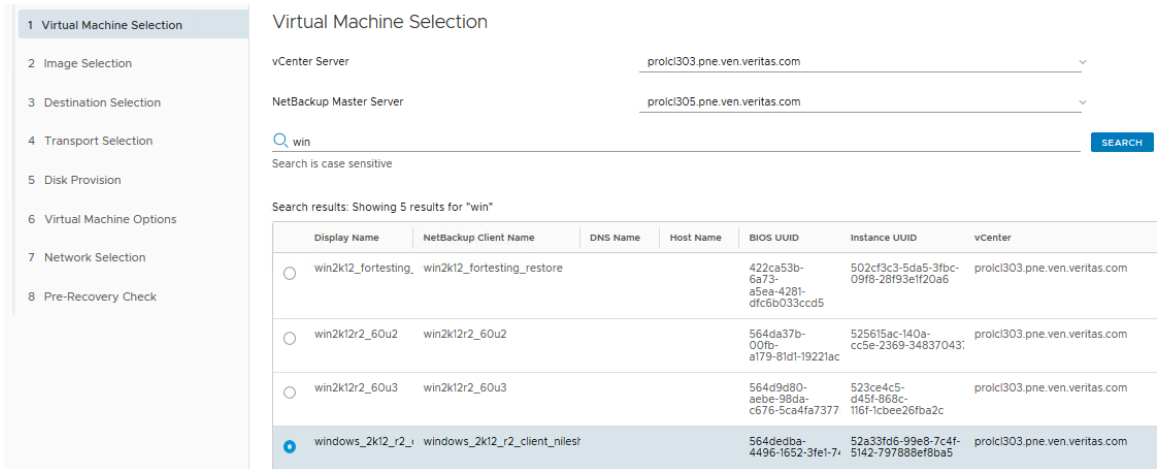 1 Virtual Machine Selection
2 Image Selection
3 Destination Selection
4 Transport Selection
5 Disk Provision
6 Virtual Machine Options
7 Network Selection
8 Pre-Recovery Check
Virtual Machine Selection
vCenter Server prolcl303.pne.ven.veritas.com
NetBackup Master Server prolcl305.pne.ven.veritas.com
win SEARCH
Search is case sensitive
Search results: Showing 5 results for "win"
Display Name NetBackup Client Name DNS Name Host Name BIOS UUID Instance UUID vCenter
win2k12_fortesting_ win2k12_fortesting_restore 422ca53b- 502cf3c3-5da5-3fbc- prolcl303.pne.ven.veritas.com
6a73- 09f8-28f93e1f20a6
a5ea-4281-
dfc6b033ccd5
win2k12r2_60u2 win2k12r2_60u2 564da37b- 525615ac-140a- prolcl303.pne.ven.veritas.com
00fb- cc5e-2369-34837043
a179-81d1-19221ac
win2k12r2_60u3 win2k12r2_60u3 564d9d80- 523ce4c5- prolcl303.pne.ven.veritas.com
aebe-98da- d45f-868c-
c676-5ca4fa7377 116f-1cbee26fba2c
windows_2k12_r2_ windows_2k12_r2_client_nilesh 564dedba- 52a33fd6-99e8-7c4f- prolcl303.pne.ven.veritas.com
4496-1652-3fe1-7 5142-797888ef8ba5